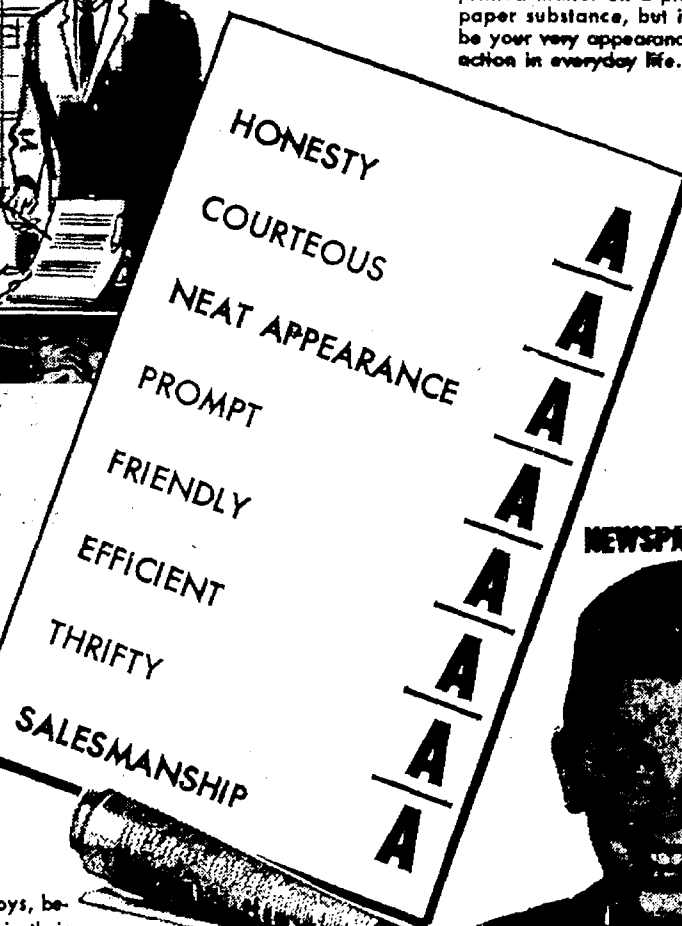 paper substance, but i
be your very appearanc
action in everyday life.
HONESTY A
COURTEOUS A
NEAT APPEARANCE A
PROMPT A
FRIENDLY A
EFFICIENT A
THRIFTY A
SALESMANSHIP A
NEWSPA
oys, be-